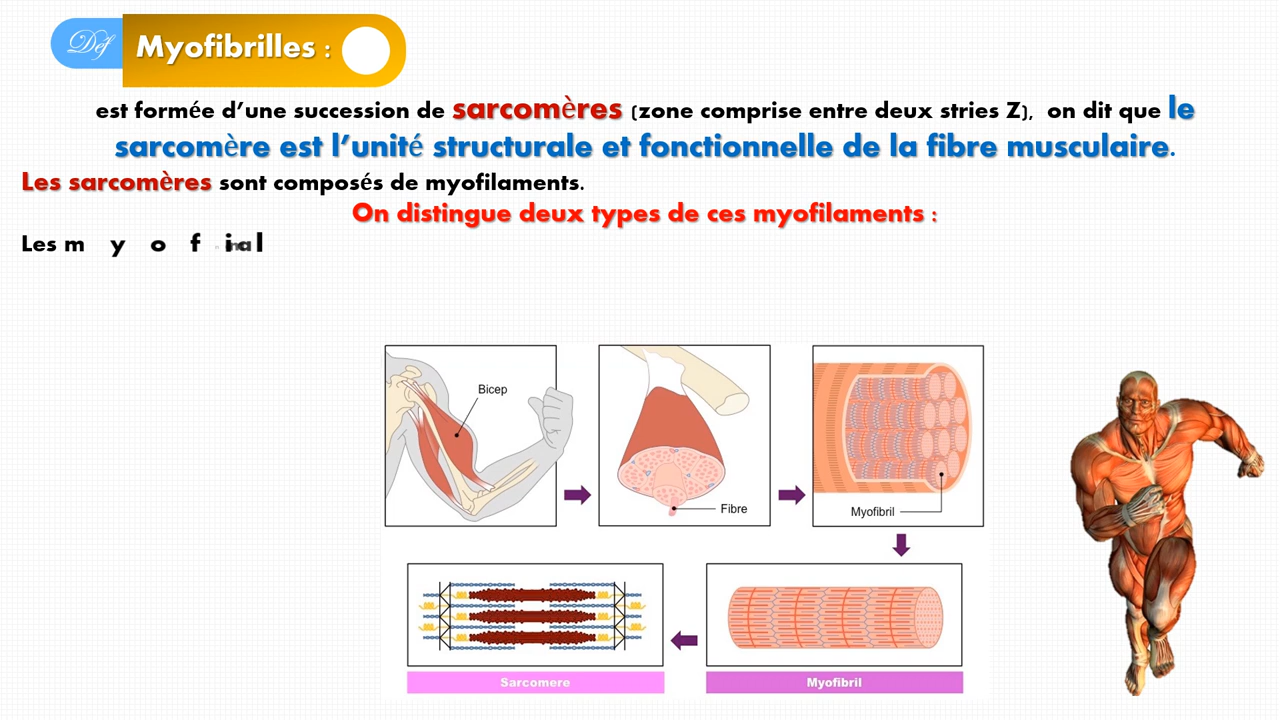 Déf
Myofibrilles :
est formée d’une succession de sarcomères (zone comprise entre deux stries Z), on dit que le
sarcomère est l’unité structurale et fonctionnelle de la fibre musculaire.
Les sarcomères sont composés de myofilaments.
On distingue deux types de ces myofilaments :
Les m y o f
Bicep
Fibre
Myofibril
Sarcomere
Myofibril